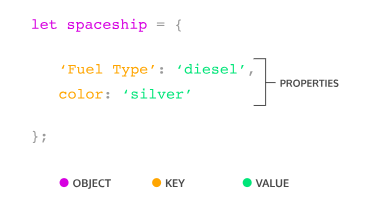 let spaceship = {
‘Fuel Type’: ‘diesel’,
color: ‘silver’
PROPERTIES
};
OBJECT KEY VALUE